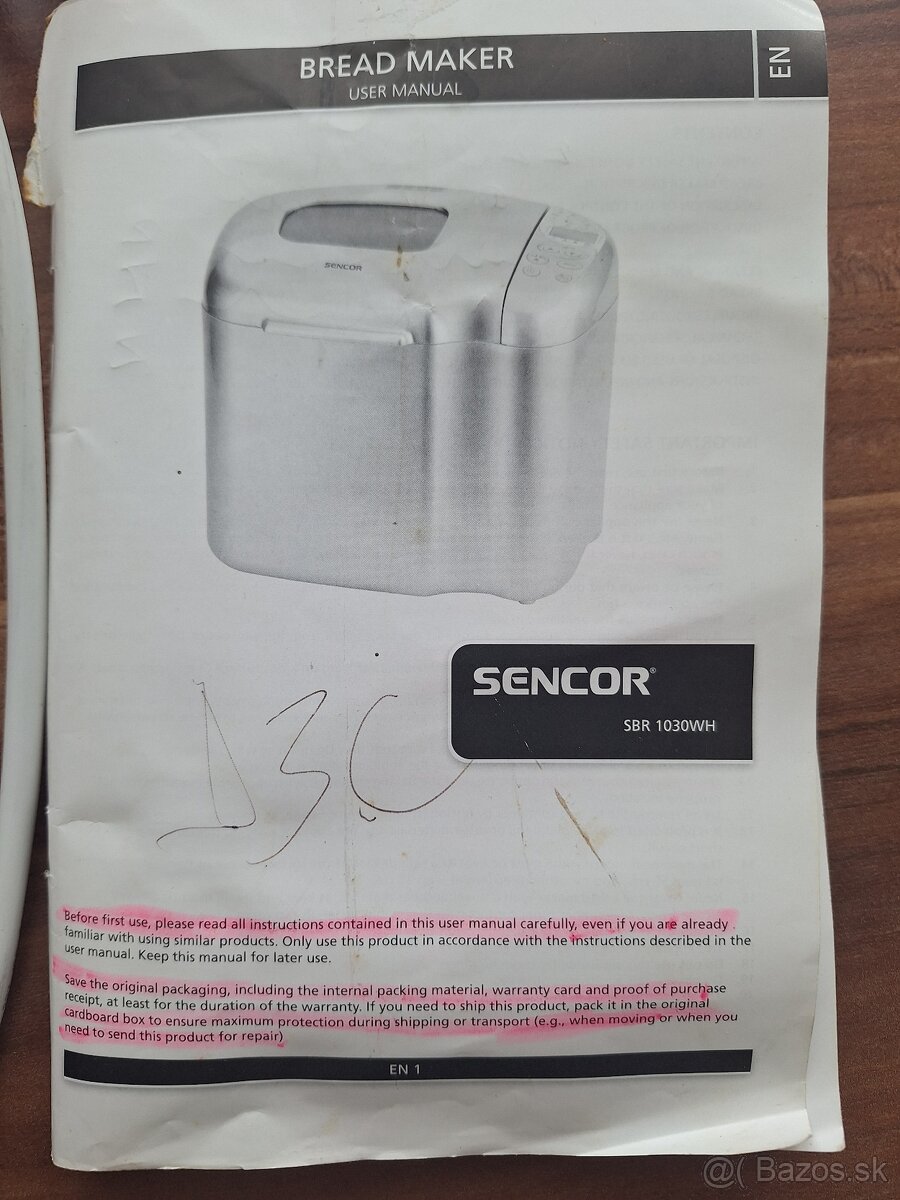 BREAD MAKER
USER MANUAL
EN
SENCOR
SENCOR®
SBR 1030WH
Before first use, please read all instructions contained in this user manual carefully, even if you are already
familiar with using similar products. Only use this product in accordance with the instructions described in the
user manual. Keep this manual for later use.
Save the original packaging, including the internal packing material, warranty card and proof of purchase
receipt, at least for the duration of the warranty. If you need to ship this product, pack it in the original
cardboard box to ensure maximum protection during shipping or transport (e.g., when moving or when you
need to send this product for repair)
EN 1
@( Bazos.sk